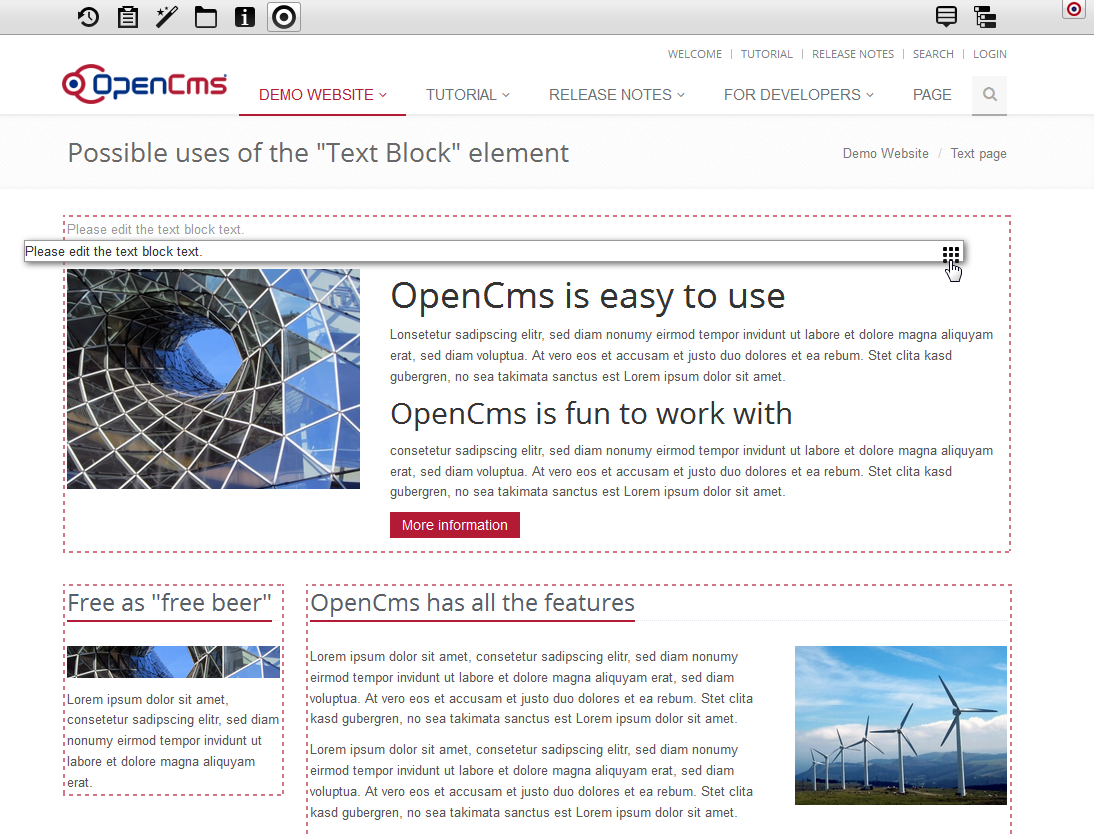 WELCOME | TUTORIAL | RELEASE NOTES | SEARCH | LOGIN
OpenCms
DEMO WEBSITE TUTORIAL RELEASE NOTES FOR DEVELOPERS PAGE
Possible uses of the "Text Block" element
Demo Website / Text page
Please edit the text block text.
Please edit the text block text.
OpenCms is easy to use
Lonsetetur sadipscing elitr, sed diam nonumy eirmod tempor invidunt ut labore et dolore magna aliquyam
erat, sed diam voluptua. At vero eos et accusam et justo duo dolores et ea rebum. Stet clita kasd
gubergren, no sea takimata sanctus est Lorem ipsum dolor sit amet.
OpenCms is fun to work with
consetetur sadipscing elitr, sed diam nonumy eirmod tempor invidunt ut labore et dolore magna aliquyam
erat, sed diam voluptua. At vero eos et accusam et justo duo dolores et ea rebum. Stet clita kasd
gubergren, no sea takimata sanctus est Lorem ipsum dolor sit amet.
More information
Free as "free beer"
Lorem ipsum dolor sit amet,
consetetur sadipscing elitr, sed diam
nonumy eirmod tempor invidunt ut
labore et dolore magna aliquyam
erat.
OpenCms has all the features
Lorem ipsum dolor sit amet, consetetur sadipscing elitr, sed diam nonumy
eirmod tempor invidunt ut labore et dolore magna aliquyam erat, sed diam
voluptua. At vero eos et accusam et justo duo dolores et ea rebum. Stet clita
kasd gubergren, no sea takimata sanctus est Lorem ipsum dolor sit amet.
Lorem ipsum dolor sit amet, consetetur sadipscing elitr, sed diam nonumy
eirmod tempor invidunt ut labore et dolore magna aliquyam erat, sed diam
voluptua. At vero eos et accusam et justo duo dolores et ea rebum. Stet clita
kasd gubergren, no sea takimata sanctus est Lorem ipsum dolor sit amet.